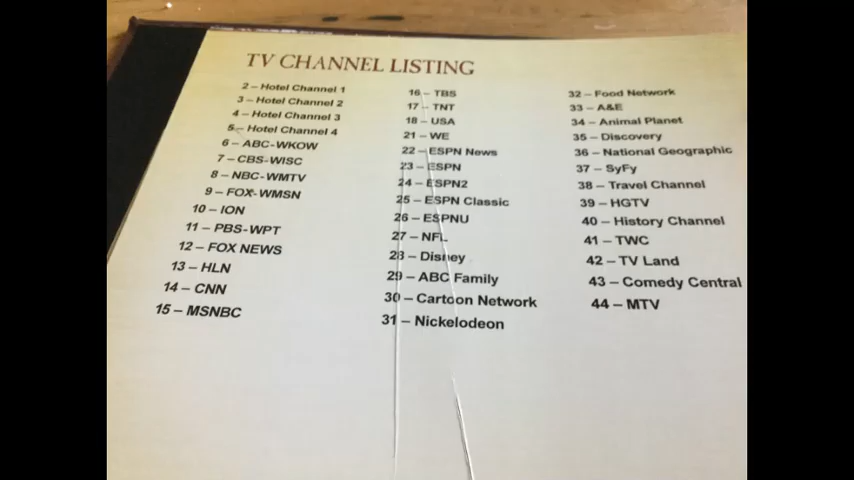 TV CHANNEL LISTING
2 – Hotel Channel 1
3 – Hotel Channel 2
4 – Hotel Channel 3
5 – Hotel Channel 4
6 – ABC-WKOW
7 – CBS-WISC
8 – NBC-WMTV
9 – FOX-WMSN
10 – ION
11 – PBS-WPT
12 – FOX NEWS
13 – HLN
14 – CNN
15 – MSNBC
16 – TBS
17 – TNT
18 – USA
21 – WE
22 – ESPN News
23 – ESPN
24 – ESPN2
25 – ESPN Classic
26 – ESPNU
27 – NFL
28 – Disney
29 – ABC Family
30 – Cartoon Network
31 – Nickelodeon
32 – Food Network
33 – A&E
34 – Animal Planet
35 – Discovery
36 – National Geographic
37 – SyFy
38 – Travel Channel
39 – HGTV
40 – History Channel
41 – TWC
42 – TV Land
43 – Comedy Central
44 – MTV